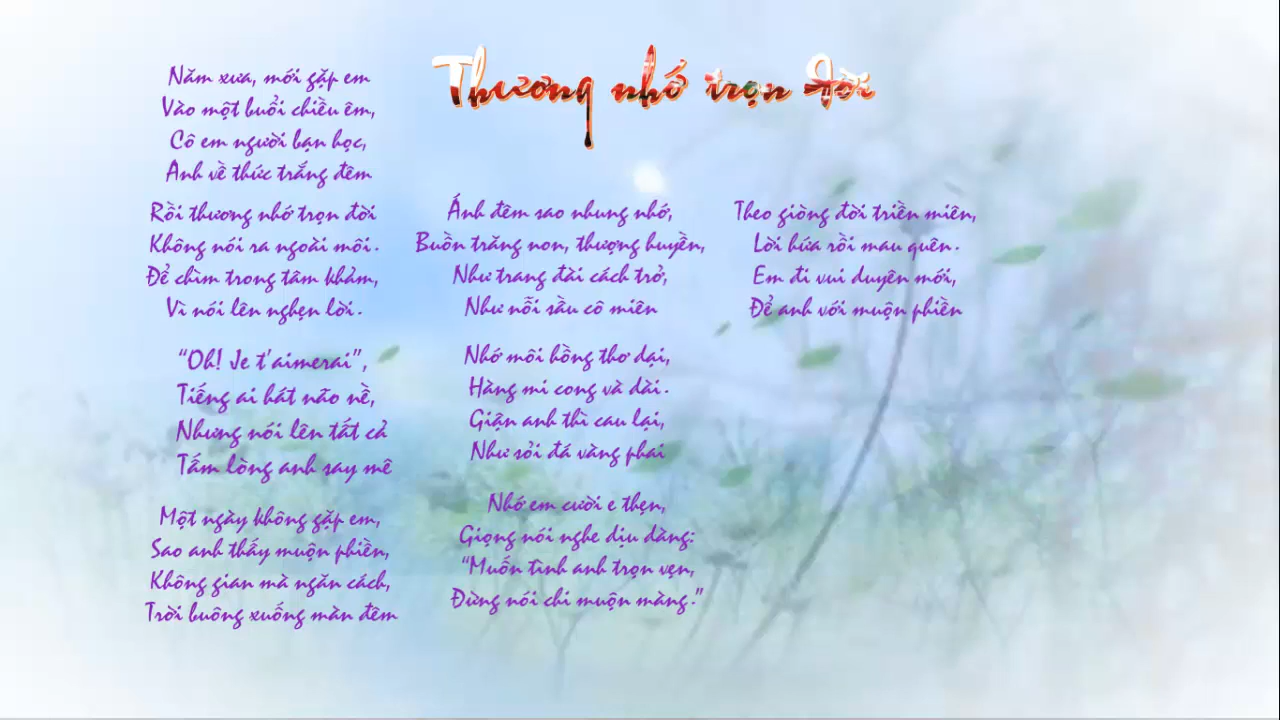 Thương nhớ trọn đời
Năm xưa, mới gặp em
Vào một buổi chiều êm,
Cô em người bạn học,
Anh về thức trắng đêm
Rồi thương nhớ trọn đời
Không nói ra ngoài môi.
Để chìm trong tâm khảm,
Vì nói lên nghẹn lời.
“Oh! Je t’aimerai”,
Tiếng ai hát não nề,
Nhưng nói lên tất cả
Tấm lòng anh say mê
Một ngày không gặp em,
Sao anh thấy muộn phiền,
Không gian mà ngăn cách,
Trời buông xuống màn đêm
Ánh đêm sao nhung nhớ,
Buồn trăng non, thượng huyền,
Như trang đài cách trở,
Như nỗi sầu cô miên
Nhớ môi hồng thơ dại,
Hàng mi cong và dài.
Giận anh thì cau lại,
Như sỏi đá vàng phai
Nhớ em cười e thẹn,
Giọng nói nghe dịu dàng:
“Muốn tình anh trọn vẹn,
Đừng nói chi muộn màng.”
Theo giòng đời triền miên,
Lời hứa rồi mau quên.
Em đi vui duyên mới,
Để anh với muộn phiền